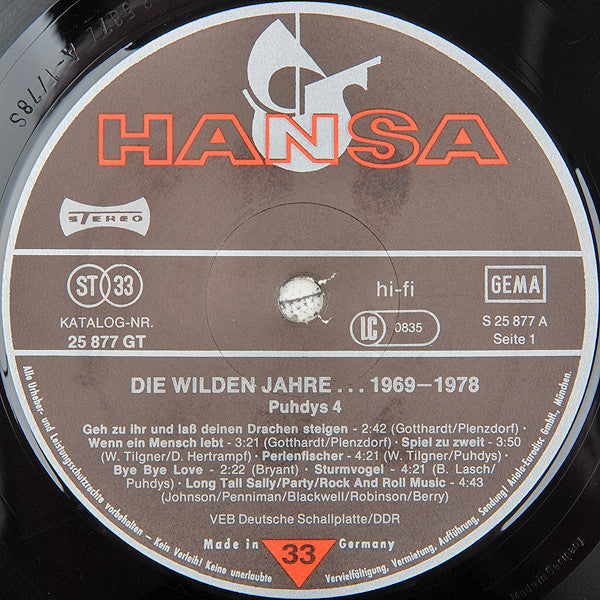 HANSA
STEREO
ST 33
hi-fi
GEMA
KATALOG-NR.
25 877 GT
LC 0835
S 25 877 A
Seite 1
DIE WILDEN JAHRE... 1969—1978
Puhdys 4
Geh zu ihr und laß deinen Drachen steigen - 2:42 (Gotthardt/Plenzdorf) ·
Wenn ein Mensch lebt - 3:21 (Gotthardt/Plenzdorf) · Spiel zu zweit - 3:50
(W. Tilgner/D. Hertrampf) · Perlenfischer - 4:21 (W. Tilgner/Puhdys) ·
Bye Bye Love - 2:22 (Bryant) · Sturmvogel - 4:21 (B. Lasch/
Puhdys) · Long Tall Sally/Party/Rock And Roll Music - 4:43
(Johnson/Penniman/Blackwell/Robinson/Berry)
VEB Deutsche Schallplatte/DDR
Made in Germany
33
Alle Urheber- und Leistungsschutzrechte vorbehalten - Kein Verleih! Keine unerlaubte Vervielfältigung, Vermietung, Aufführung, Sendung! Ariola-Eurodisc GmbH, München.
Made in Germany